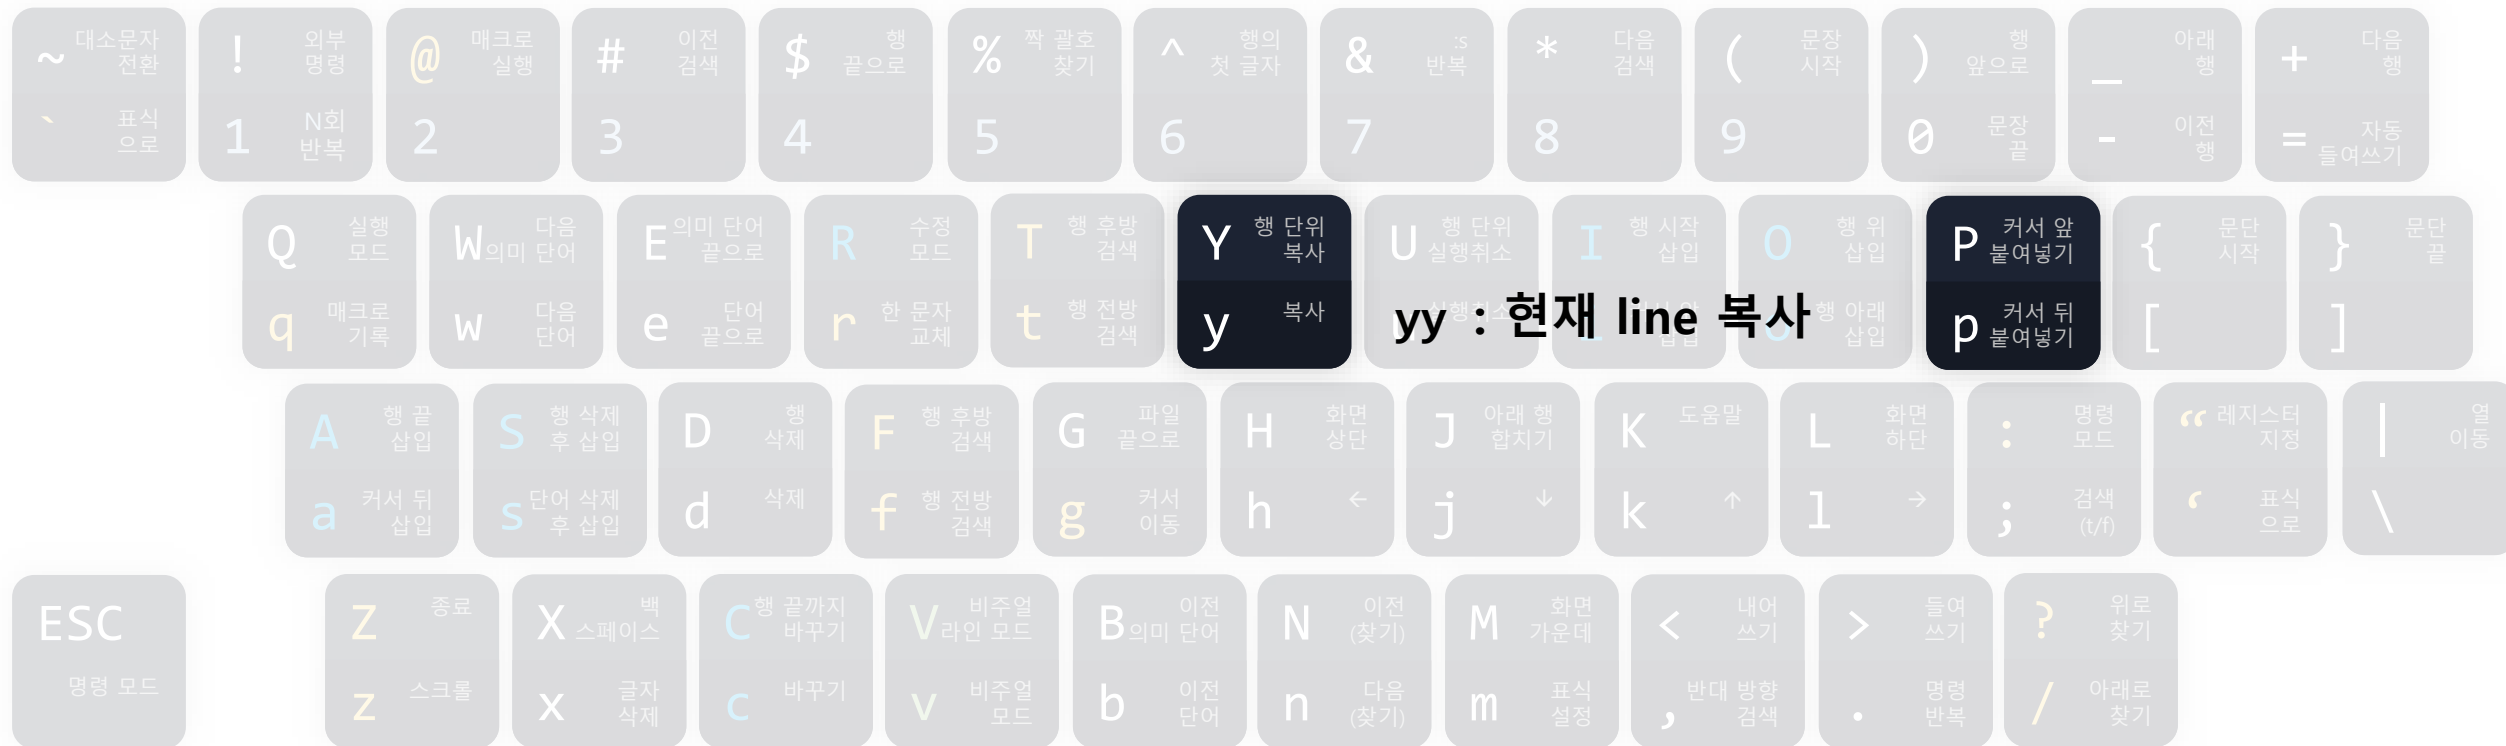 ~ 대소문자 전환
` 표식 으로
! 외부 명령
1 N회 반복
@ 매크로 실행
2
# 이전 검색
3
$ 행 끝으로
4
% 짝 괄호 찾기
5
^ 행의 첫 글자
6
& :s 반복
7
* 다음 검색
8
( 문장 시작
9
) 행 앞으로
0 문장 끝
_ 아래 행
- 이전 행
+ 다음 행
= 자동 들여쓰기
Q 실행 모드
q 매크로 기록
W 다음 의미 단어
w 다음 단어
E 의미 단어 끝으로
e 단어 끝으로
R 수정 모드
r 한 문자 교체
T 행 후방 검색
t 행 전방 검색
Y 행 단위 복사
y 복사
U 행 단위 실행취소
yy : 현재 line 복사
I 행 시작 삽입
O 행 위 삽입
행 아래 삽입
P 커서 앞 붙여넣기
p 커서 뒤 붙여넣기
{ 문단 시작
[
} 문단 끝
]
A 행 끝 삽입
a 커서 뒤 삽입
S 행 삭제 후 삽입
s 단어 삭제 후 삽입
D 행 삭제
d 삭제
F 행 후방 검색
f 행 전방 검색
G 파일 끝으로
g 커서 이동
H 화면 상단
h ←
J 아래 행 합치기
j ↓
K 도움말
k ↑
L 화면 하단
l →
: 명령 모드
; 검색 (t/f)
“ 레지스터 지정
‘ 표식 으로
| 열 이동
\
ESC
명령 모드
Z 종료
z 스크롤
X 백 스페이스
x 글자 삭제
C 행 끝까지 바꾸기
c 바꾸기
V 비주얼 라인 모드
v 비주얼 모드
B 이전 의미 단어
b 이전 단어
N 이전 (찾기)
n 다음 (찾기)
M 화면 가운데
m 표식 설정
< 내어 쓰기
, 반대 방향 검색
> 들여 쓰기
. 명령 반복
? 위로 찾기
/ 아래로 찾기